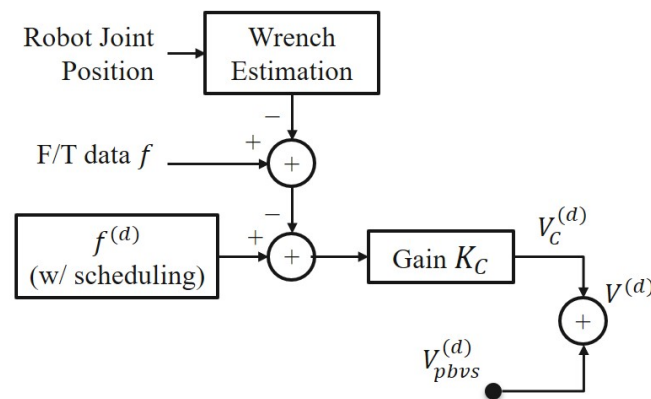 Robot Joint
Position
Wrench
Estimation
−
+
F/T data f
+
−
f^(d)
(w/ scheduling)
+
+
Gain K_C
V_C^(d)
V^(d)
+
V_pbvs^(d)